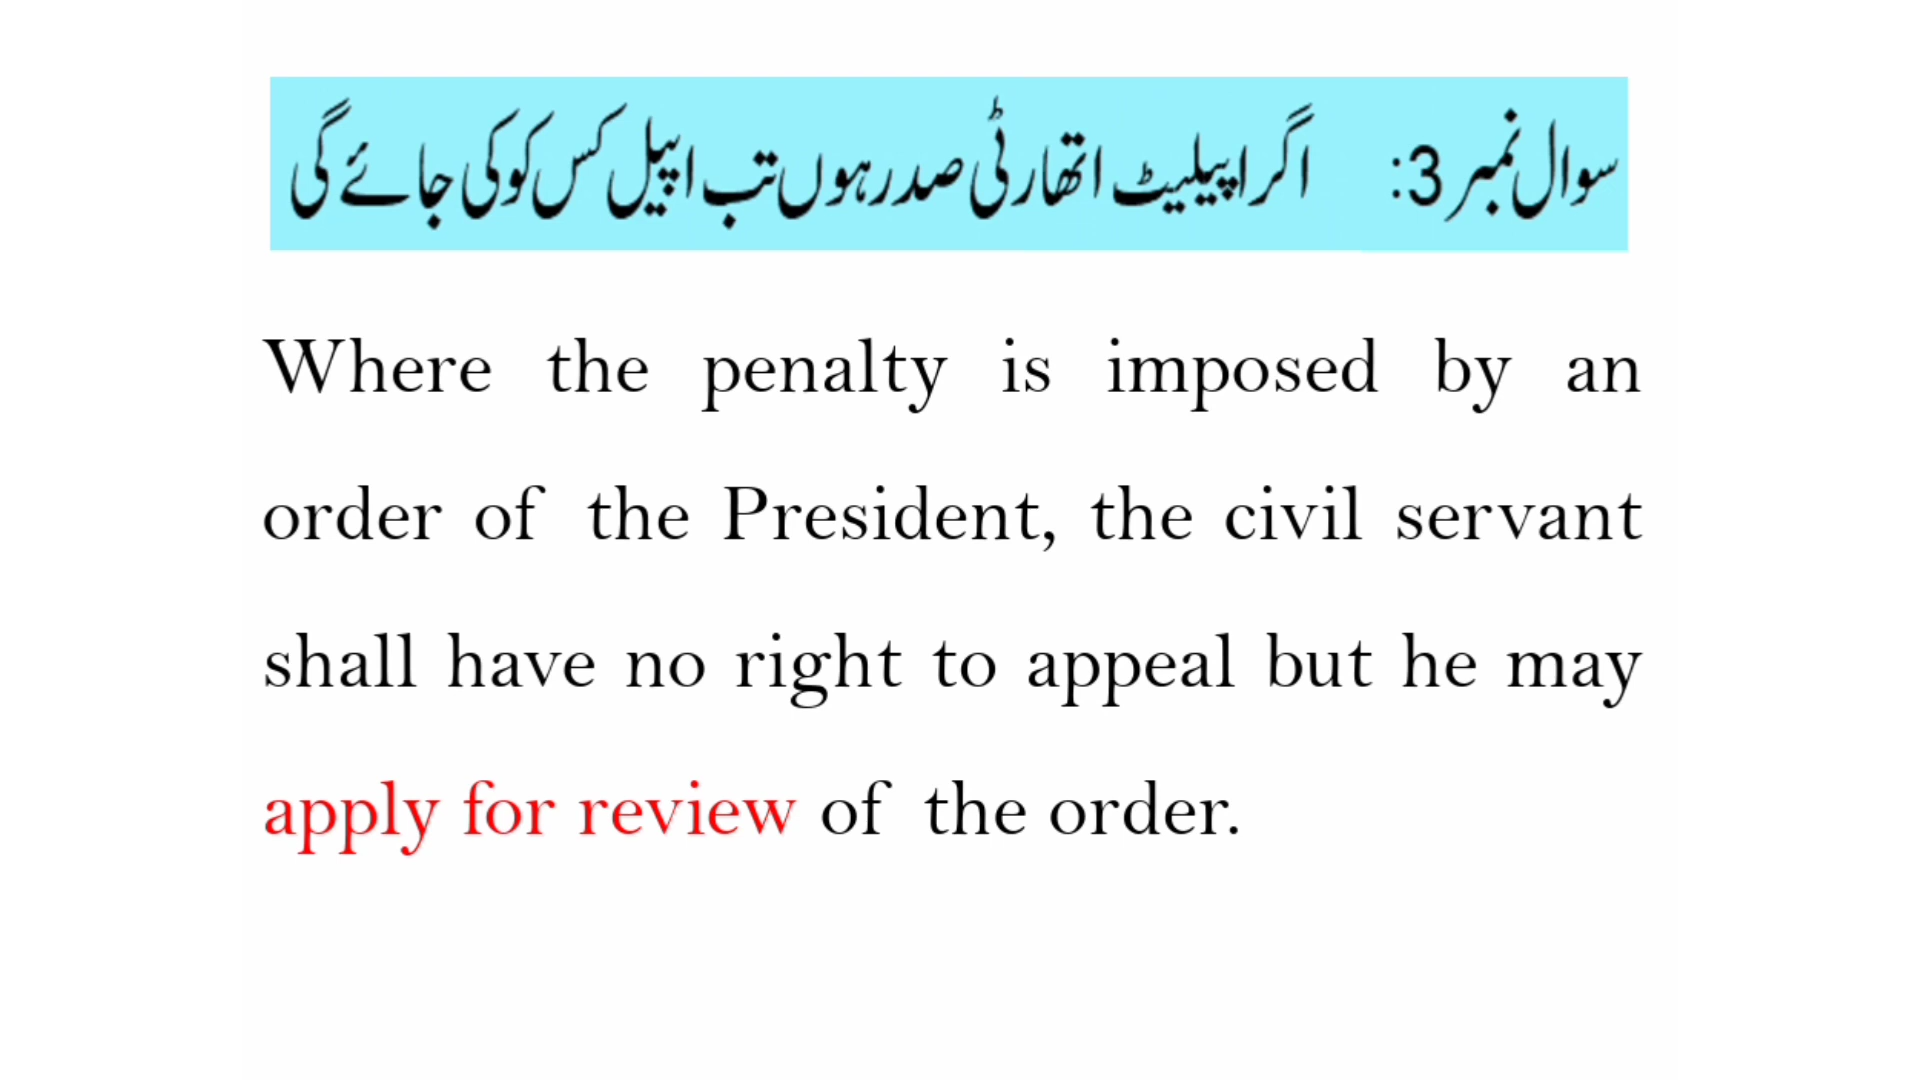 سوال نمبر 3: اگر اپیلیٹ اتھارٹی صدر ہوں تب اپیل کس کو کی جائے گی
Where the penalty is imposed by an
order of the President, the civil servant
shall have no right to appeal but he may
apply for review of the order.